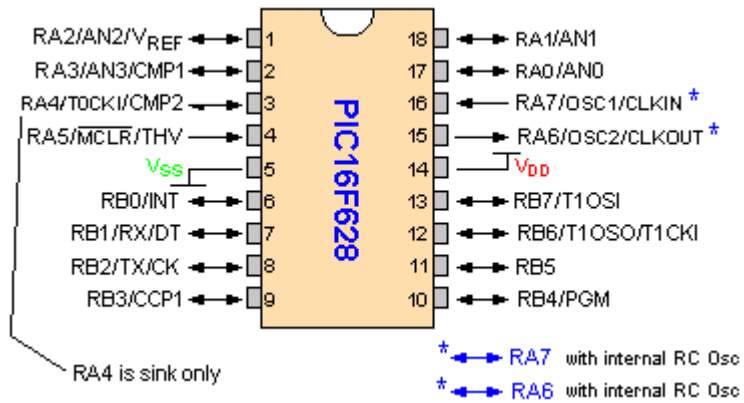 RA2/AN2/VREF 1 18 RA1/AN1
RA3/AN3/CMP1 2 17 RA0/AN0
RA4/T0CKI/CMP2 3 16 RA7/OSC1/CLKIN *
RA5/MCLR/THV 4 15 RA6/OSC2/CLKOUT *
VSS 5 14 VDD
RB0/INT 6 13 RB7/T1OSI
RB1/RX/DT 7 12 RB6/T1OSO/T1CKI
RB2/TX/CK 8 11 RB5
RB3/CCP1 9 10 RB4/PGM
PIC16F628
* RA7 with internal RC Osc
RA4 is sink only
* RA6 with internal RC Osc